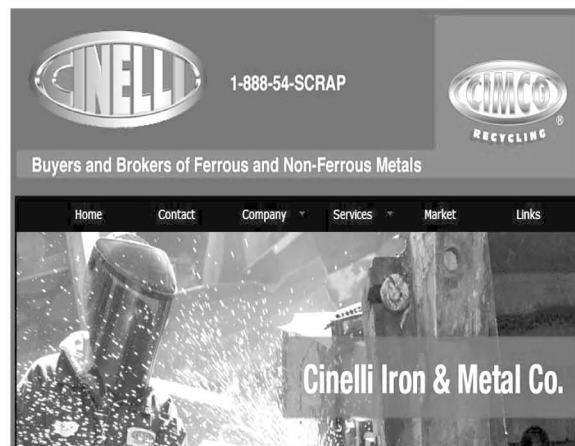 CINELLI
1-888-54-SCRAP
CIMCO
RECYCLING
®
Buyers and Brokers of Ferrous and Non-Ferrous Metals
Home Contact Company Services Market Links
Cinelli Iron & Metal Co.